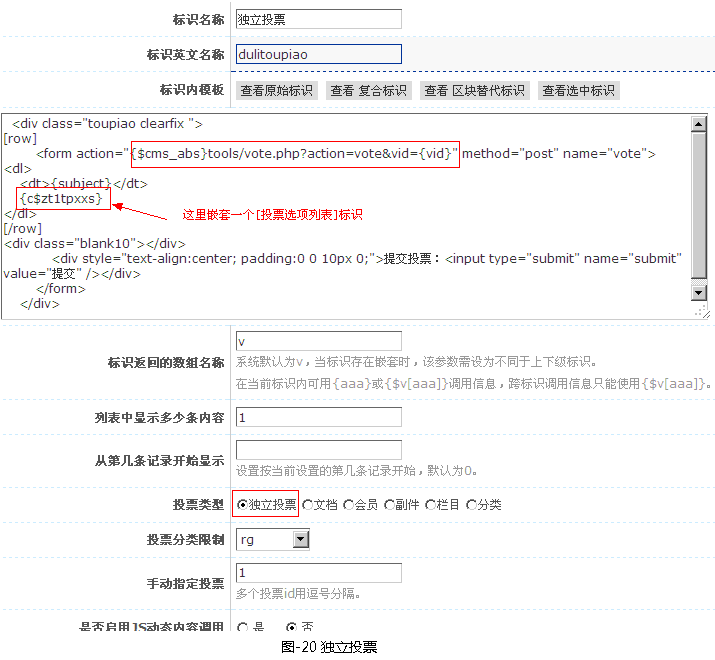 标识名称 独立投票
标识英文名称 dulitoupiao
标识内模板 查看原始标识 查看 复合标识 查看 区块替代标识 查看选中标识
<div class="toupiao clearfix ">
[row]
<form action="{$cms_abs}tools/vote.php?action=vote&vid={vid}" method="post" name="vote">
<dl>
<dt>{subject}</dt>
{c$zt1tpxxs} 这里嵌套一个[投票选项列表]标识
</dl>
[/row]
<div class="blank10"></div>
<div style="text-align:center; padding:0 0 10px 0;">提交投票：<input type="submit" name="submit"
value="提交" /></div>
</form>
</div>
标识返回的数组名称 v
系统默认为v，当标识存在嵌套时，该参数需设为不同于上下级标识。
在当前标识内可用{aaa}或{$v[aaa]}调用信息，跨标识调用信息只能使用{$v[aaa]}。
列表中显示多少条内容 1
从第几条记录开始显示
设置按当前设置的第几条记录开始，默认为0。
投票类型 独立投票 文档 会员 副件 栏目 分类
投票分类限制 rg
手动指定投票 1
多个投票id用逗号分隔。
是否启用JS动态内容调用 是 否
图-20 独立投票